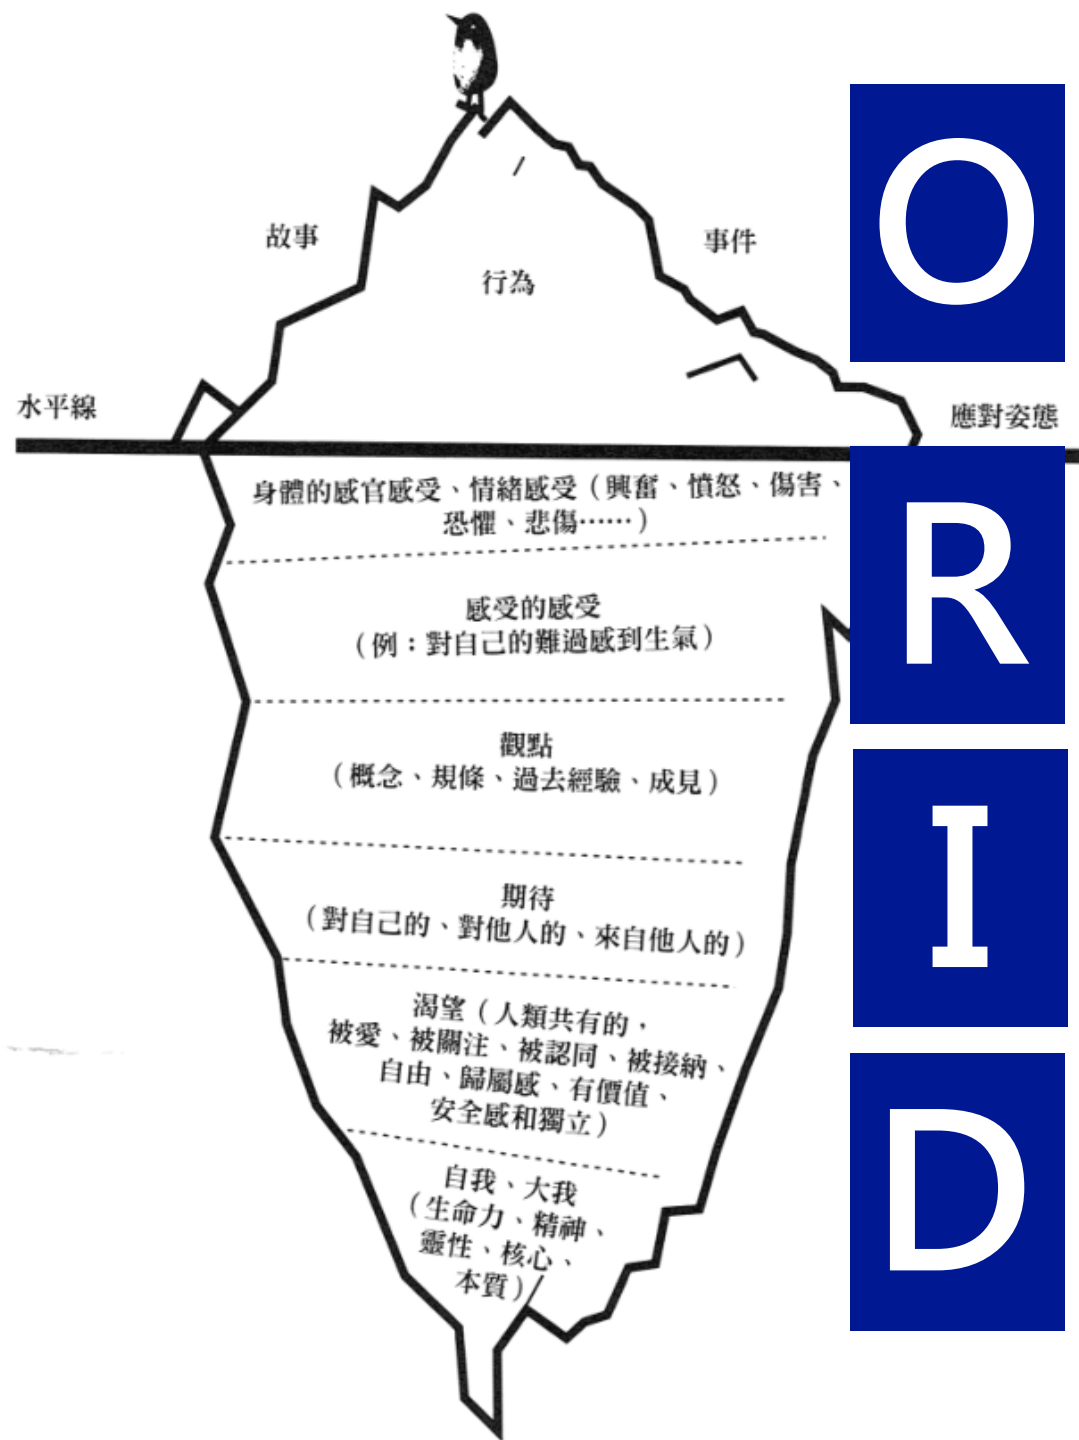 故事
事件
行為
水平線
應對姿態
身體的感官感受、情緒感受（興奮、憤怒、傷害、
恐懼、悲傷……）
感受的感受
（例：對自己的難過感到生氣）
觀點
（概念、規條、過去經驗、成見）
期待
（對自己的、對他人的、來自他人的）
渴望（人類共有的，
被愛、被關注、被認同、被接納、
自由、歸屬感、有價值、
安全感和獨立）
自我、大我
（生命力、精神、
靈性、核心、
本質）
O
R
I
D